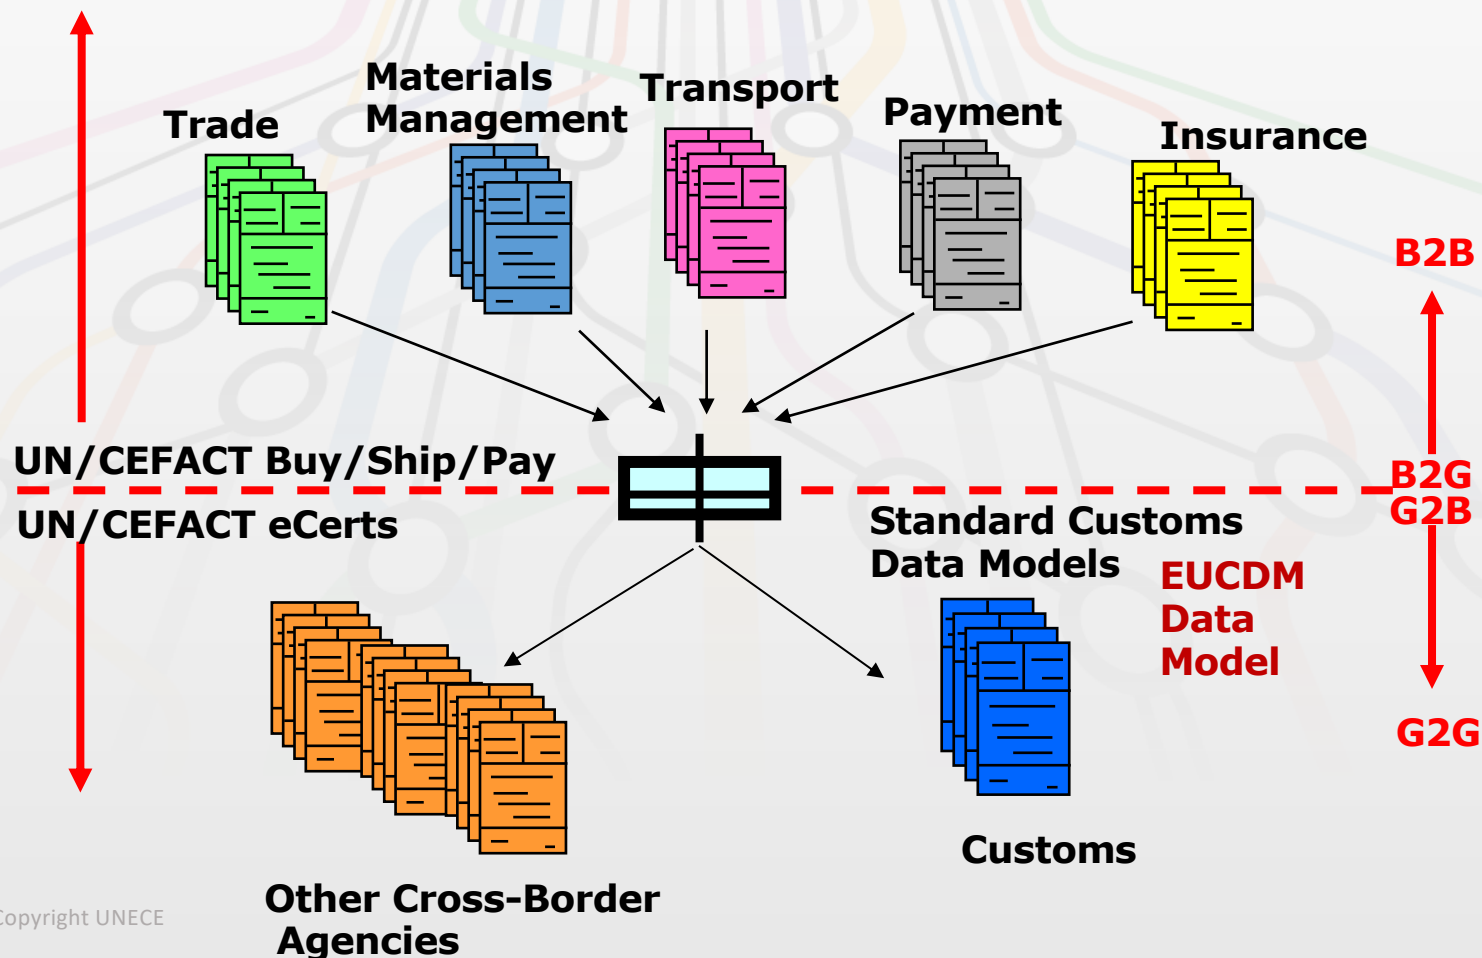 Materials
Management
Transport
Trade
Payment
Insurance
B2B
UN/CEFACT Buy/Ship/Pay
B2G
G2B
UN/CEFACT eCerts
Standard Customs
Data Models
EUCDM
Data
Model
G2G
Customs
Other Cross-Border
Agencies
Copyright UNECE